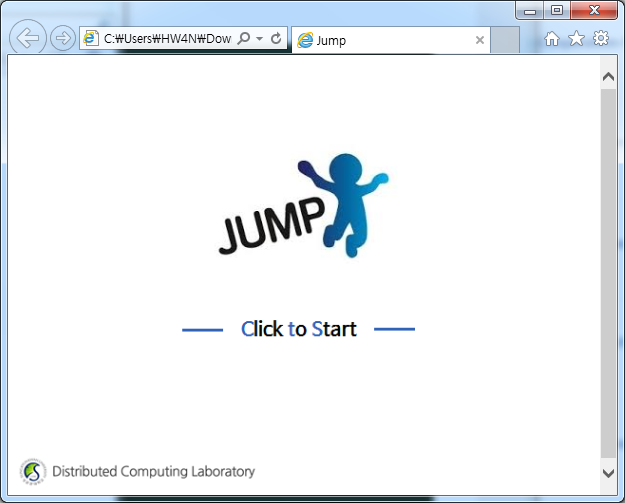 C:₩Users₩HW4N₩Dow
Jump
JUMP
Click to Start
Distributed Computing Laboratory